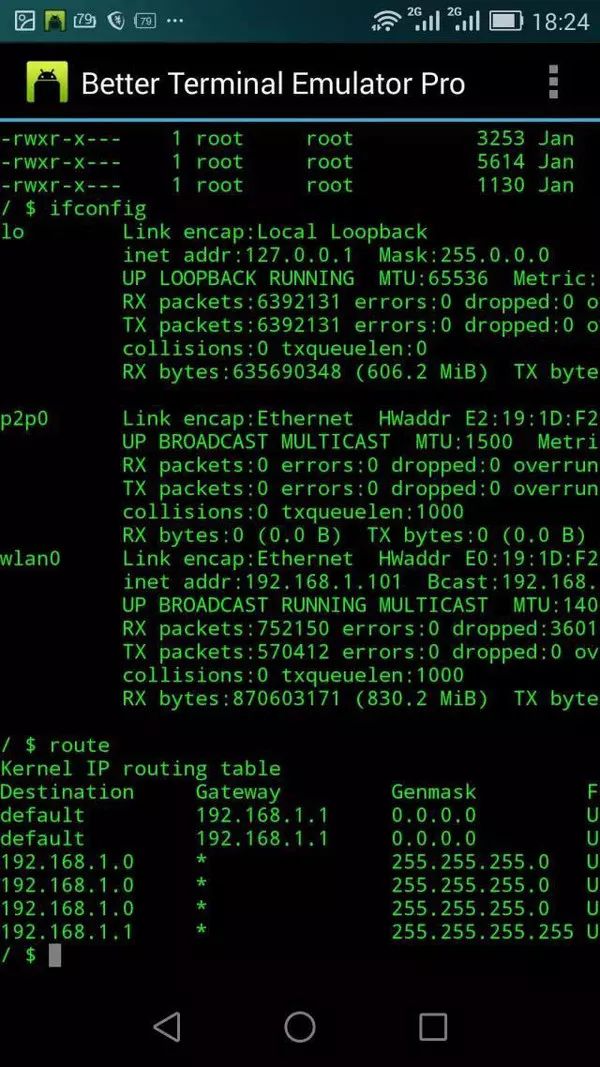 79 79 2G 2G 18:24
Better Terminal Emulator Pro
-rwxr-x--- 1 root root 3253 Jan
-rwxr-x--- 1 root root 5614 Jan
-rwxr-x--- 1 root root 1130 Jan
/ $ ifconfig
lo Link encap:Local Loopback
inet addr:127.0.0.1 Mask:255.0.0.0
UP LOOPBACK RUNNING MTU:65536 Metric:
RX packets:6392131 errors:0 dropped:0 o
TX packets:6392131 errors:0 dropped:0 o
collisions:0 txqueuelen:0
RX bytes:635690348 (606.2 MiB) TX byte
p2p0 Link encap:Ethernet HWaddr E2:19:1D:F2
UP BROADCAST MULTICAST MTU:1500 Metri
RX packets:0 errors:0 dropped:0 overrun
TX packets:0 errors:0 dropped:0 overrun
collisions:0 txqueuelen:1000
RX bytes:0 (0.0 B) TX bytes:0 (0.0 B)
wlan0 Link encap:Ethernet HWaddr E0:19:1D:F2
inet addr:192.168.1.101 Bcast:192.168.
UP BROADCAST RUNNING MULTICAST MTU:140
RX packets:752150 errors:0 dropped:3601
TX packets:570412 errors:0 dropped:0 ov
collisions:0 txqueuelen:1000
RX bytes:870603171 (830.2 MiB) TX byte
/ $ route
Kernel IP routing table
Destination Gateway Genmask F
default 192.168.1.1 0.0.0.0 U
default 192.168.1.1 0.0.0.0 U
192.168.1.0 * 255.255.255.0 U
192.168.1.0 * 255.255.255.0 U
192.168.1.0 * 255.255.255.0 U
192.168.1.1 * 255.255.255.255 U
/ $